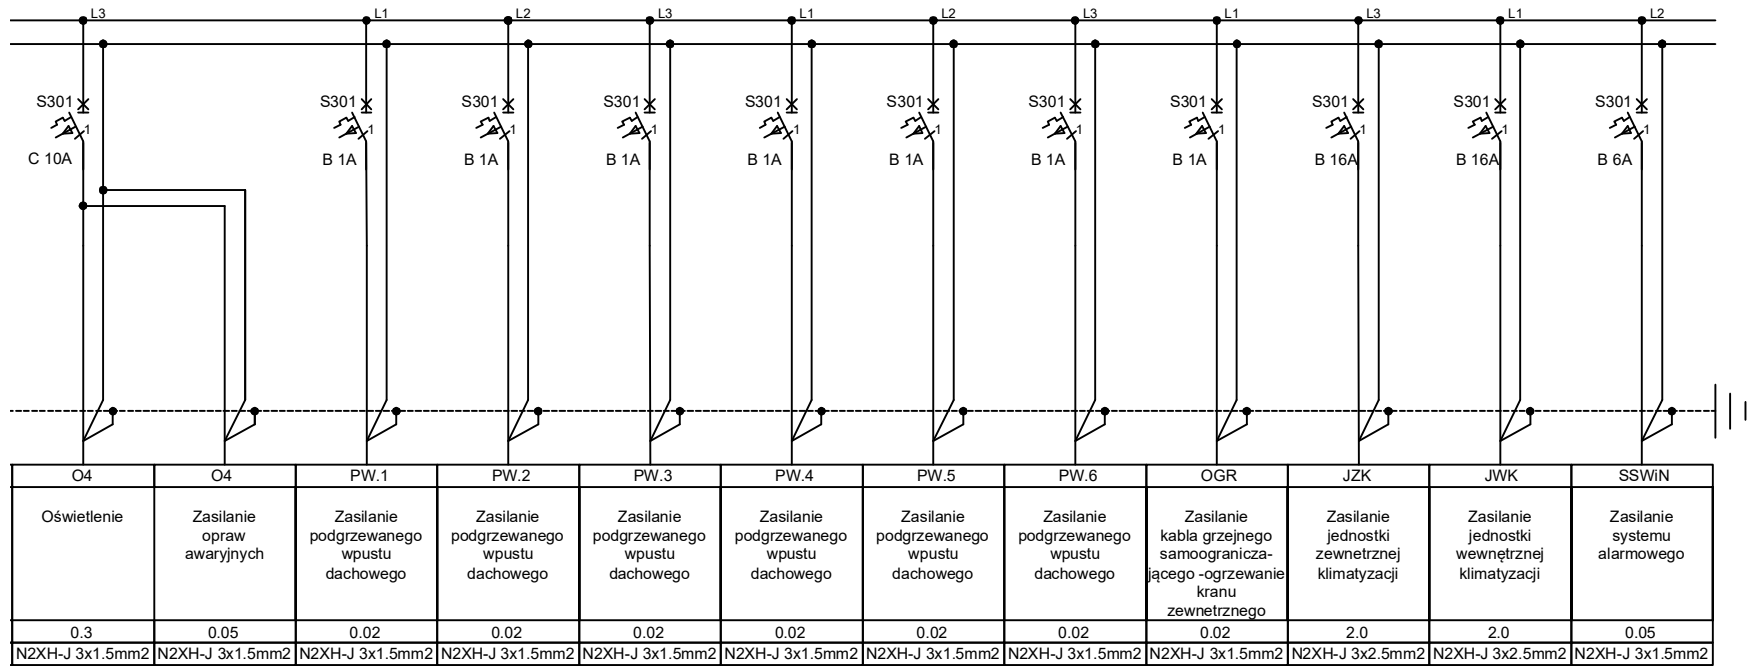 L3 L1 L2 L3 L1 L2 L3 L1 L3 L1 L2
S301 S301 S301 S301 S301 S301 S301 S301 S301 S301 S301
1 1 1 1 1 1 1 1 1 1 1
C 10A B 1A B 1A B 1A B 1A B 1A B 1A B 1A B 16A B 16A B 6A
O4 O4 PW.1 PW.2 PW.3 PW.4 PW.5 PW.6 OGR JZK JWK SSWiN
Oświetlenie
Zasilanie
opraw
awaryjnych
Zasilanie
podgrzewanego
wpustu
dachowego
Zasilanie
podgrzewanego
wpustu
dachowego
Zasilanie
podgrzewanego
wpustu
dachowego
Zasilanie
podgrzewanego
wpustu
dachowego
Zasilanie
podgrzewanego
wpustu
dachowego
Zasilanie
podgrzewanego
wpustu
dachowego
Zasilanie
kabla grzejnego
samoogranicza-
jącego -ogrzewanie
kranu
zewnetrznego
Zasilanie
jednostki
zewnetrznej
klimatyzacji
Zasilanie
jednostki
wewnętrznej
klimatyzacji
Zasilanie
systemu
alarmowego
0.3 0.05 0.02 0.02 0.02 0.02 0.02 0.02 0.02 2.0 2.0 0.05
N2XH-J 3x1.5mm2 N2XH-J 3x1.5mm2 N2XH-J 3x1.5mm2 N2XH-J 3x1.5mm2 N2XH-J 3x1.5mm2 N2XH-J 3x1.5mm2 N2XH-J 3x1.5mm2 N2XH-J 3x1.5mm2 N2XH-J 3x1.5mm2 N2XH-J 3x2.5mm2 N2XH-J 3x2.5mm2 N2XH-J 3x1.5mm2